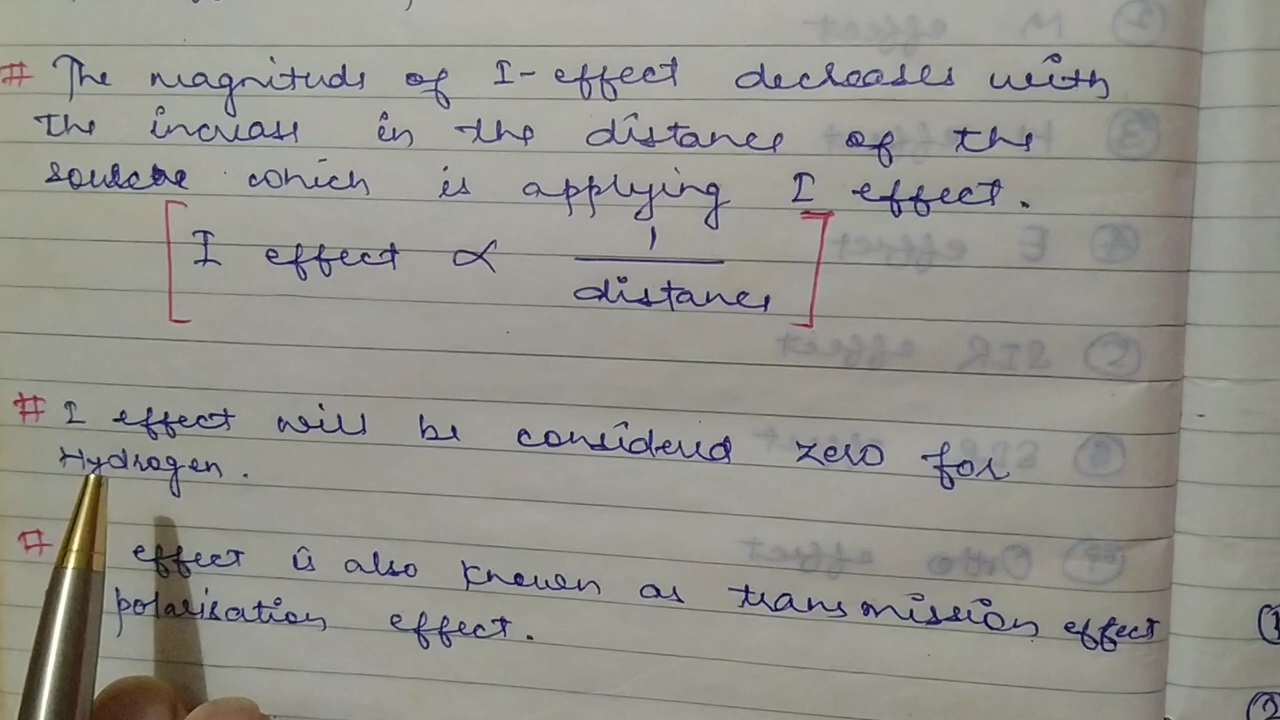 # The magnitude of I-effect decreases with
the increase in the distance of the
source which is applying I effect.
[I effect ∝ 1/distance]
# I effect will be considered zero for
Hydrogen.
# effect is also known as transmission effect
polarisation effect.